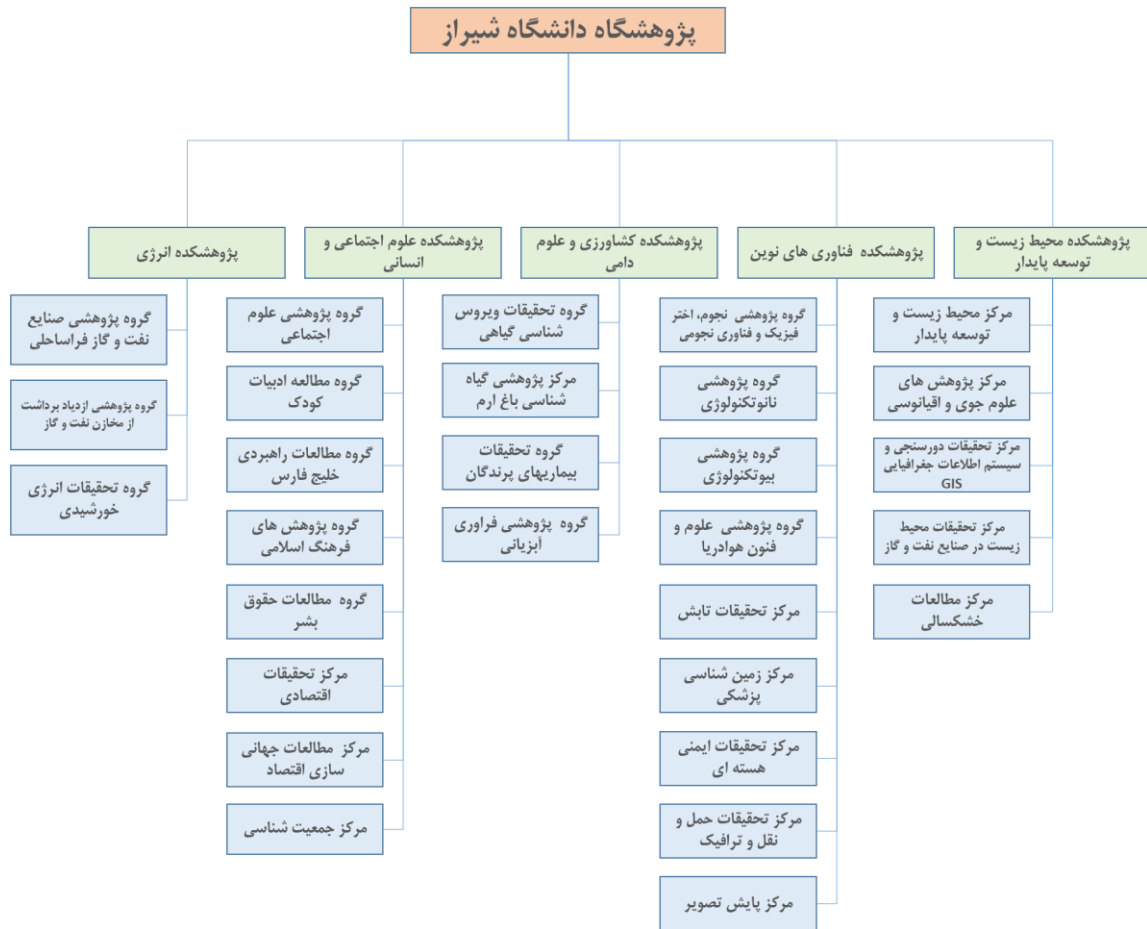 پژوهشگاه دانشگاه شیراز
پژوهشکده محیط زیست و
توسعه پایدار
مرکز محیط زیست و
توسعه پایدار
مرکز پژوهش های
علوم جوی و اقیانوسی
مرکز تحقیقات دورسنجی و
سیستم اطلاعات جغرافیایی
GIS
مرکز تحقیقات محیط
زیست در صنایع نفت و گاز
مرکز مطالعات
خشکسالی
پژوهشکده فناوری های نوین
گروه پژوهشی نجوم، اختر
فیزیک و فناوری نجومی
گروه پژوهشی
نانوتکنولوژی
گروه پژوهشی
بیوتکنولوژی
گروه پژوهشی علوم و
فنون هوادریا
مرکز تحقیقات تابش
مرکز زمین شناسی
پزشکی
مرکز تحقیقات ایمنی
هسته ای
مرکز تحقیقات حمل و
نقل و ترافیک
مرکز پایش تصویر
پژوهشکده کشاورزی و علوم
دامی
گروه تحقیقات ویروس
شناسی گیاهی
مرکز پژوهشی گیاه
شناسی باغ ارم
گروه تحقیقات
بیماریهای پرندگان
گروه پژوهشی فراوری
آبزیانی
پژوهشکده علوم اجتماعی و
انسانی
گروه پژوهشی علوم
اجتماعی
گروه مطالعه ادبیات
کودک
گروه مطالعات راهبردی
خلیج فارس
گروه پژوهش های
فرهنگ اسلامی
گروه مطالعات حقوق
بشر
مرکز تحقیقات
اقتصادی
مرکز مطالعات جهانی
سازی اقتصاد
مرکز جمعیت شناسی
پژوهشکده انرژی
گروه پژوهشی صنایع
نفت و گاز فراساحلی
گروه پژوهشی ازدیاد برداشت
از مخازن نفت و گاز
گروه تحقیقات انرژی
خورشیدی